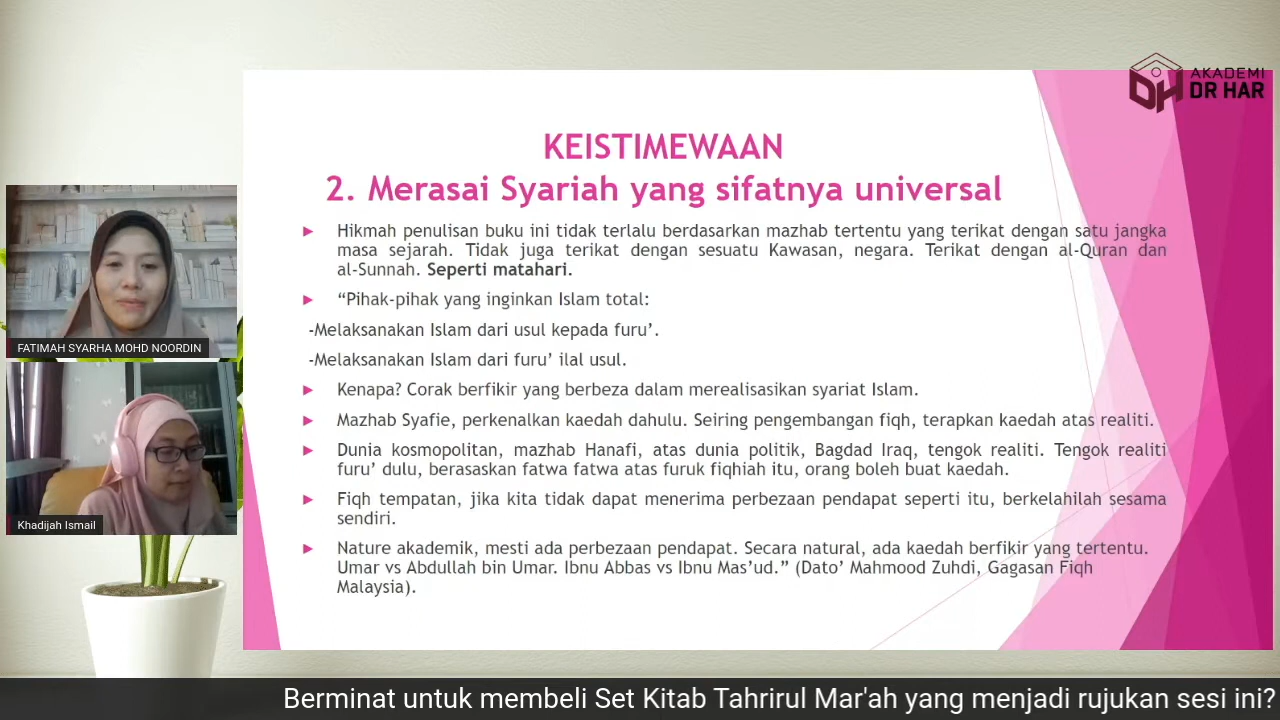 AKADEMI
DR HAR
KEISTIMEWAAN
2. Merasai Syariah yang sifatnya universal
► Hikmah penulisan buku ini tidak terlalu berdasarkan mazhab tertentu yang terikat dengan satu jangka
masa sejarah. Tidak juga terikat dengan sesuatu Kawasan, negara. Terikat dengan al-Quran dan
al-Sunnah. Seperti matahari.
► “Pihak-pihak yang inginkan Islam total:
-Melaksanakan Islam dari usul kepada furu’.
-Melaksanakan Islam dari furu’ ilal usul.
► Kenapa? Corak berfikir yang berbeza dalam merealisasikan syariat Islam.
► Mazhab Syafie, perkenalkan kaedah dahulu. Seiring pengembangan fiqh, terapkan kaedah atas realiti.
► Dunia kosmopolitan, mazhab Hanafi, atas dunia politik, Bagdad Iraq, tengok realiti. Tengok realiti
furu’ dulu, berasaskan fatwa fatwa atas furuk fiqhiah itu, orang boleh buat kaedah.
► Fiqh tempatan, jika kita tidak dapat menerima perbezaan pendapat seperti itu, berkelahilah sesama
sendiri.
► Nature akademik, mesti ada perbezaan pendapat. Secara natural, ada kaedah berfikir yang tertentu.
Umar vs Abdullah bin Umar. Ibnu Abbas vs Ibnu Mas’ud.” (Dato’ Mahmood Zuhdi, Gagasan Fiqh
Malaysia).
FATIMAH SYARHA MOHD NOORDIN
Khadijah Ismail
Berminat untuk membeli Set Kitab Tahrirul Mar'ah yang menjadi rujukan sesi ini?